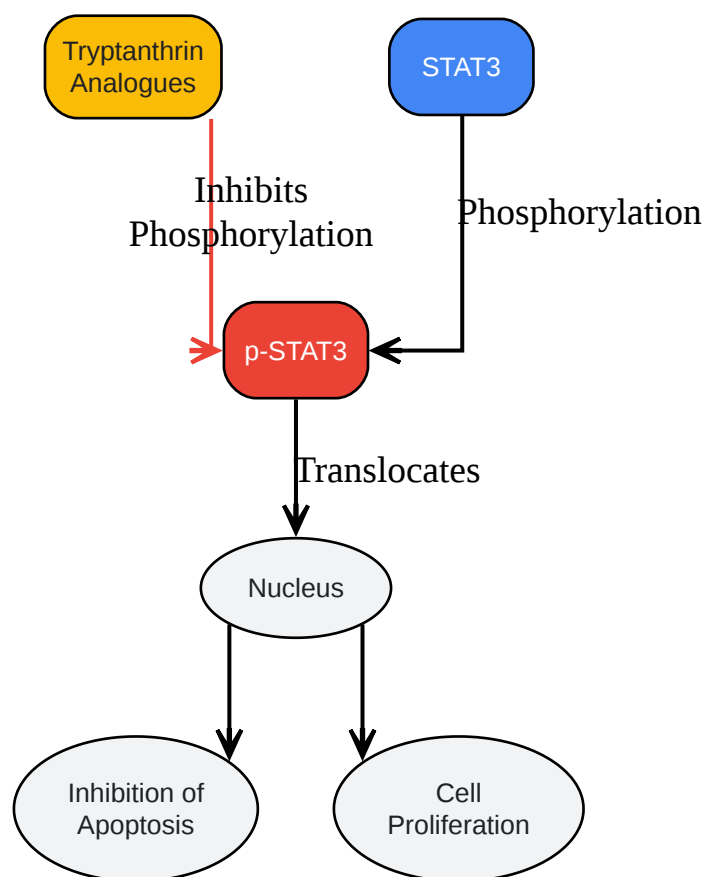 Tryptanthrin
Analogues
STAT3
Inhibits
Phosphorylation
Phosphorylation
p-STAT3
Translocates
Nucleus
Inhibition of
Apoptosis
Cell
Proliferation